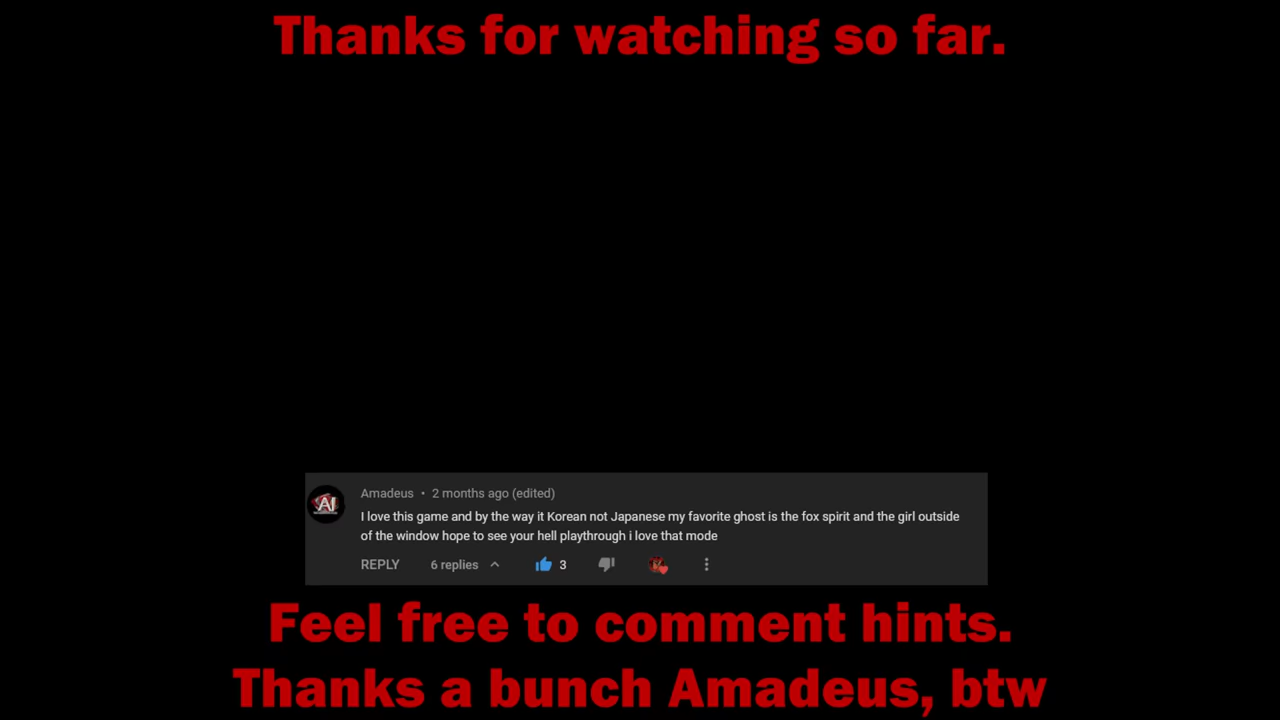 Thanks for watching so far.
AI
Amadeus • 2 months ago (edited)
I love this game and by the way it Korean not Japanese my favorite ghost is the fox spirit and the girl outside
of the window hope to see your hell playthrough i love that mode
REPLY 6 replies 3
Feel free to comment hints.
Thanks a bunch Amadeus, btw